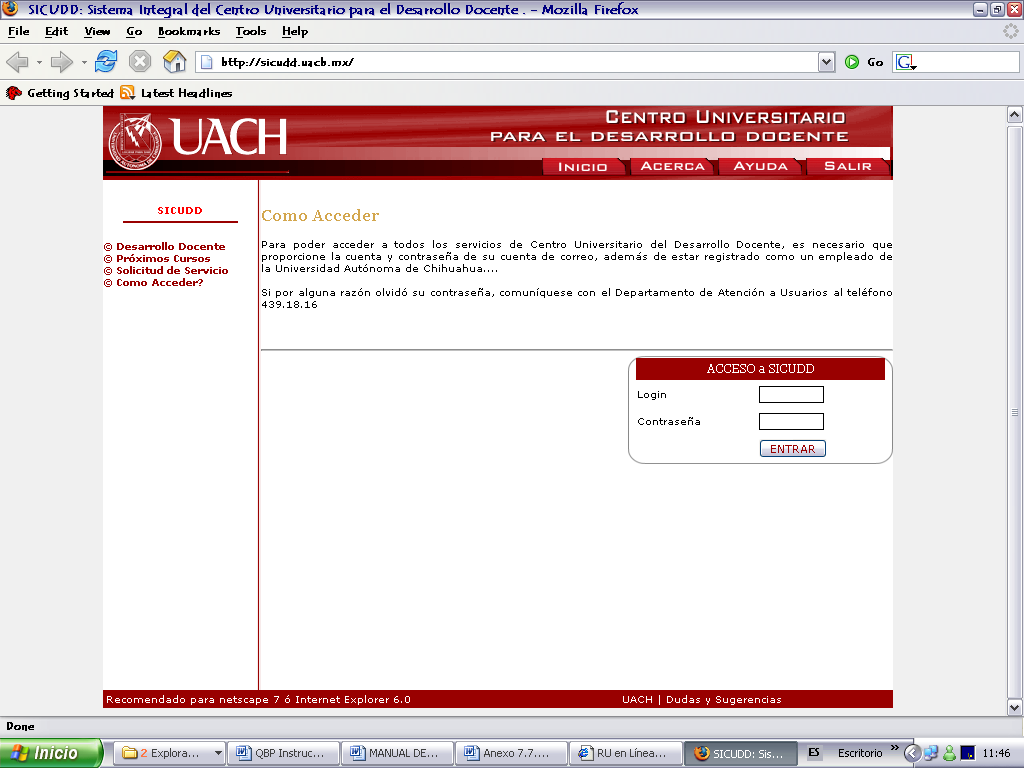 SICUDD: Sistema Integral del Centro Universitario para el Desarrollo Docente . - Mozilla Firefox
File Edit View Go Bookmarks Tools Help
http://sicudd.uach.mx/ Go G
Getting Started Latest Headlines
UACH
CENTRO UNIVERSITARIO
PARA EL DESARROLLO DOCENTE
INICIO ACERCA AYUDA SALIR
SICUDD
© Desarrollo Docente
© Próximos Cursos
© Solicitud de Servicio
© Como Acceder?
Como Acceder
Para poder acceder a todos los servicios de Centro Universitario del Desarrollo Docente, es necesario que
proporcione la cuenta y contraseña de su cuenta de correo, además de estar registrado como un empleado de
la Universidad Autónoma de Chihuahua....
Si por alguna razón olvidó su contraseña, comuníquese con el Departamento de Atención a Usuarios al teléfono
439.18.16
ACCESO a SICUDD
Login
Contraseña
ENTRAR
Recomendado para netscape 7 ó Internet Explorer 6.0 UACH | Dudas y Sugerencias
Done
Inicio 2 Explora... QBP Instruc... MANUAL DE... Anexo 7.7.... RU en Línea... SICUDD: Sis... ES Escritorio » 11:46